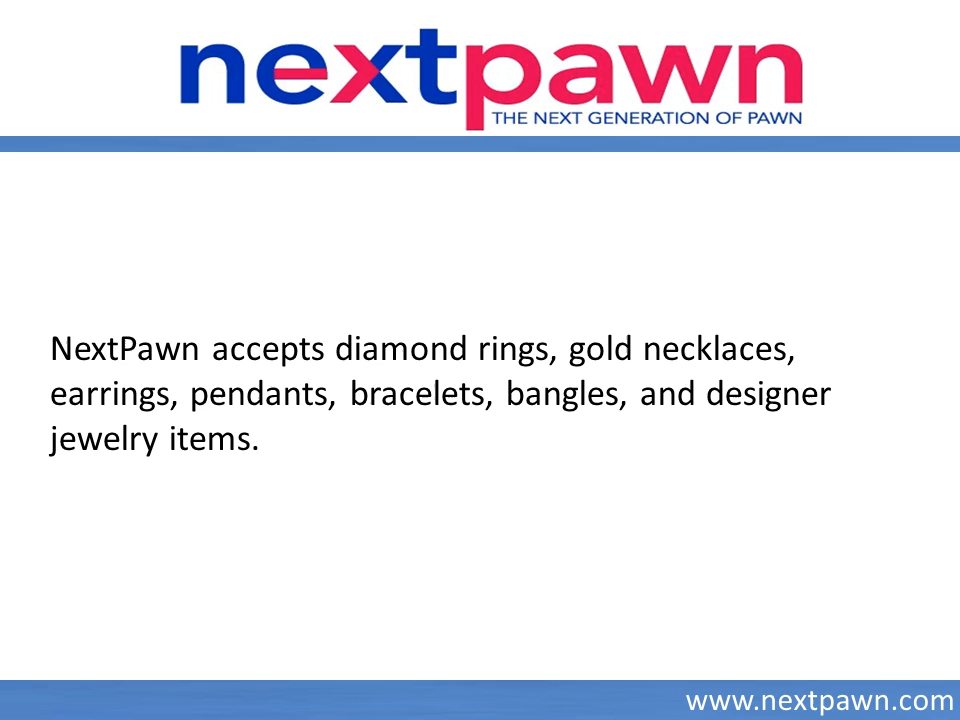 nextpawn
THE NEXT GENERATION OF PAWN
NextPawn accepts diamond rings, gold necklaces,
earrings, pendants, bracelets, bangles, and designer
jewelry items.
www.nextpawn.com